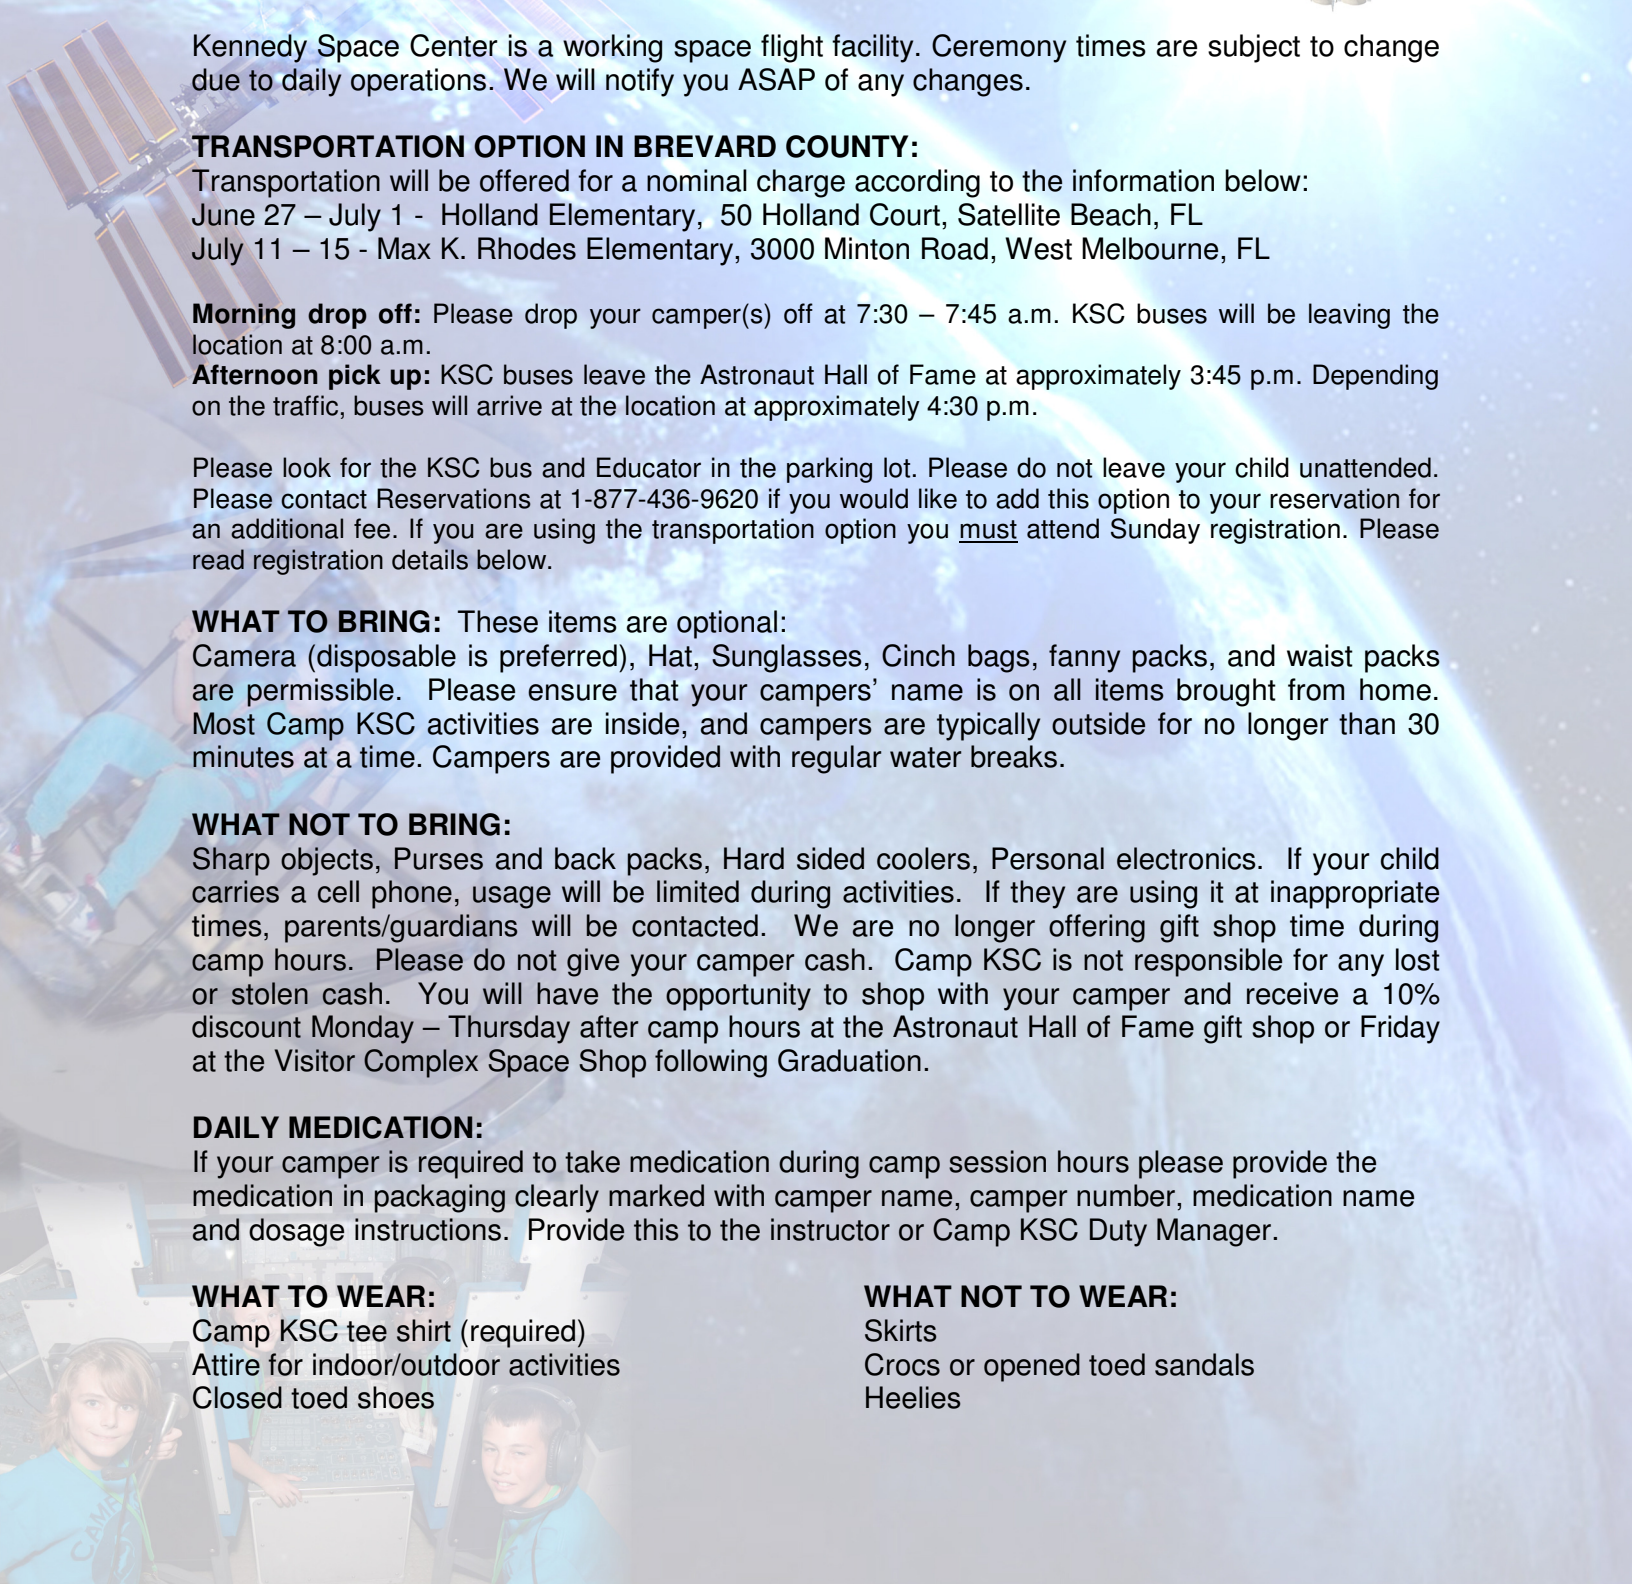 Kennedy Space Center is a working space flight facility. Ceremony times are subject to change
due to daily operations. We will notify you ASAP of any changes.
TRANSPORTATION OPTION IN BREVARD COUNTY:
Transportation will be offered for a nominal charge according to the information below:
June 27 – July 1 - Holland Elementary, 50 Holland Court, Satellite Beach, FL
July 11 – 15 - Max K. Rhodes Elementary, 3000 Minton Road, West Melbourne, FL
Morning drop off: Please drop your camper(s) off at 7:30 – 7:45 a.m. KSC buses will be leaving the
location at 8:00 a.m.
Afternoon pick up: KSC buses leave the Astronaut Hall of Fame at approximately 3:45 p.m. Depending
on the traffic, buses will arrive at the location at approximately 4:30 p.m.
Please look for the KSC bus and Educator in the parking lot. Please do not leave your child unattended.
Please contact Reservations at 1-877-436-9620 if you would like to add this option to your reservation for
an additional fee. If you are using the transportation option you must attend Sunday registration. Please
read registration details below.
WHAT TO BRING: These items are optional:
Camera (disposable is preferred), Hat, Sunglasses, Cinch bags, fanny packs, and waist packs
are permissible. Please ensure that your campers’ name is on all items brought from home.
Most Camp KSC activities are inside, and campers are typically outside for no longer than 30
minutes at a time. Campers are provided with regular water breaks.
WHAT NOT TO BRING:
Sharp objects, Purses and back packs, Hard sided coolers, Personal electronics. If your child
carries a cell phone, usage will be limited during activities. If they are using it at inappropriate
times, parents/guardians will be contacted. We are no longer offering gift shop time during
camp hours. Please do not give your camper cash. Camp KSC is not responsible for any lost
or stolen cash. You will have the opportunity to shop with your camper and receive a 10%
discount Monday – Thursday after camp hours at the Astronaut Hall of Fame gift shop or Friday
at the Visitor Complex Space Shop following Graduation.
DAILY MEDICATION:
If your camper is required to take medication during camp session hours please provide the
medication in packaging clearly marked with camper name, camper number, medication name
and dosage instructions. Provide this to the instructor or Camp KSC Duty Manager.
WHAT TO WEAR:
Camp KSC tee shirt (required)
Attire for indoor/outdoor activities
Closed toed shoes
WHAT NOT TO WEAR:
Skirts
Crocs or opened toed sandals
Heelies
CAMP